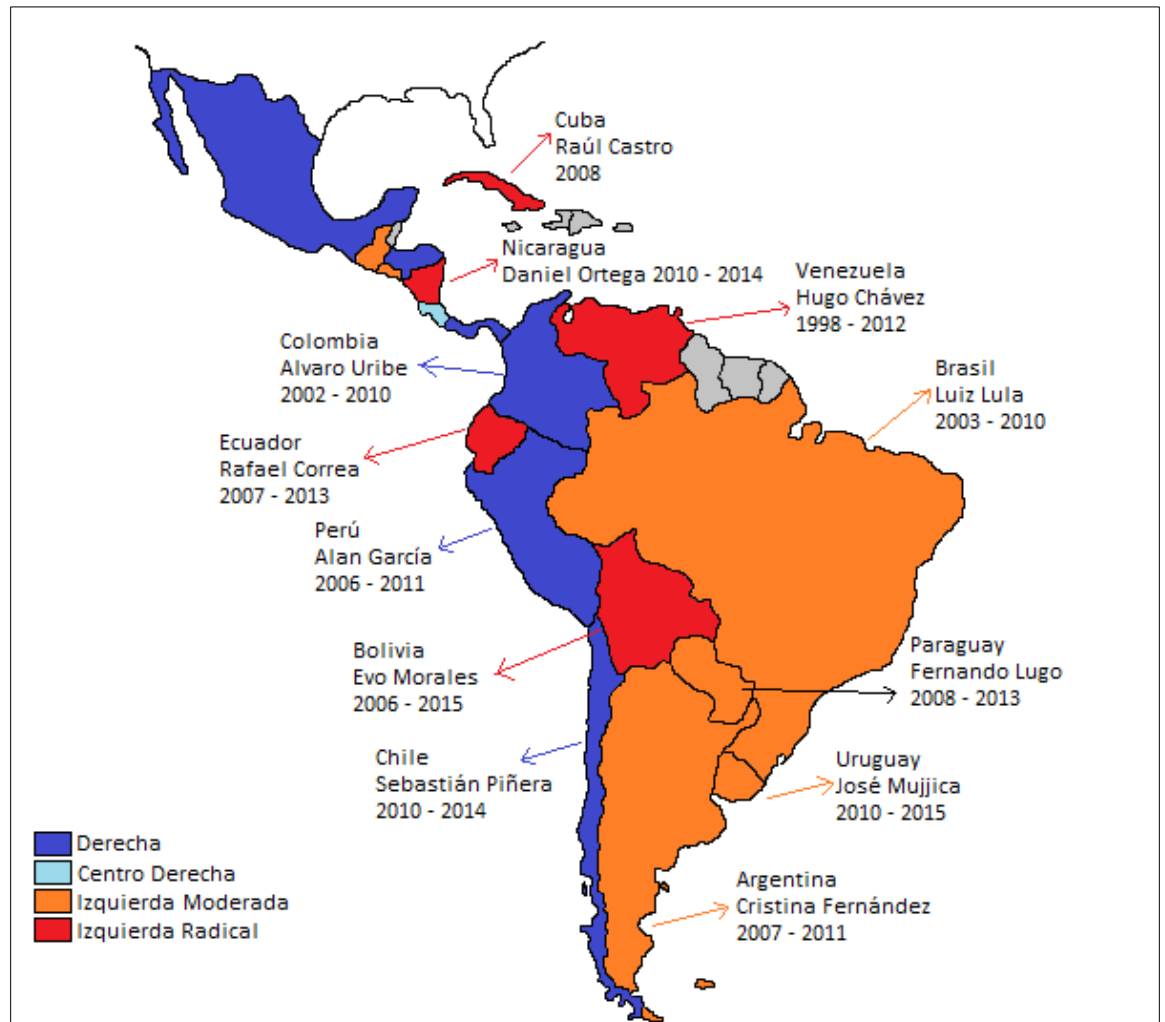 Cuba
Raúl Castro
2008
Nicaragua
Daniel Ortega 2010 - 2014
Venezuela
Hugo Chávez
1998 - 2012
Colombia
Alvaro Uribe
2002 - 2010
Brasil
Luiz Lula
2003 - 2010
Ecuador
Rafael Correa
2007 - 2013
Perú
Alan García
2006 - 2011
Bolivia
Evo Morales
2006 - 2015
Paraguay
Fernando Lugo
2008 - 2013
Chile
Sebastián Piñera
2010 - 2014
Uruguay
José Mujjica
2010 - 2015
Argentina
Cristina Fernández
2007 - 2011
Derecha
Centro Derecha
Izquierda Moderada
Izquierda Radical